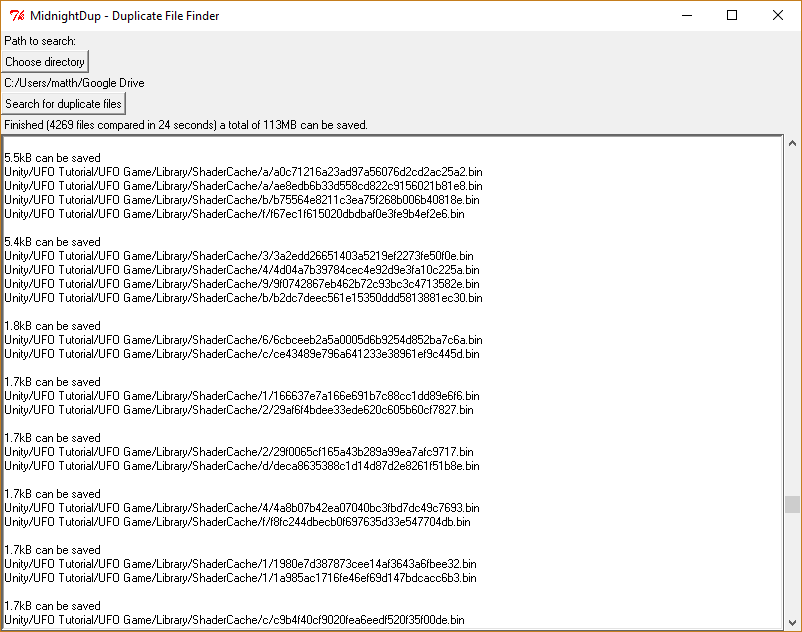 MidnightDup - Duplicate File Finder
Path to search:
Choose directory
C:/Users/matth/Google Drive
Search for duplicate files
Finished (4269 files compared in 24 seconds) a total of 113MB can be saved.
5.5kB can be saved
Unity/UFO Tutorial/UFO Game/Library/ShaderCache/a/a0c71216a23ad97a56076d2cd2ac25a2.bin
Unity/UFO Tutorial/UFO Game/Library/ShaderCache/a/ae8edb6b33d558cd822c9156021b81e8.bin
Unity/UFO Tutorial/UFO Game/Library/ShaderCache/b/b75564e8211c3ea75f268b006b40818e.bin
Unity/UFO Tutorial/UFO Game/Library/ShaderCache/f/f67ec1f615020dbdbaf0e3fe9b4ef2e6.bin
5.4kB can be saved
Unity/UFO Tutorial/UFO Game/Library/ShaderCache/3/3a2edd26651403a5219ef2273fe50f0e.bin
Unity/UFO Tutorial/UFO Game/Library/ShaderCache/4/4d04a7b39784cec4e92d9e3fa10c225a.bin
Unity/UFO Tutorial/UFO Game/Library/ShaderCache/9/9f0742867eb462b72c93bc3c4713582e.bin
Unity/UFO Tutorial/UFO Game/Library/ShaderCache/b/b2dc7deec561e15350ddd5813881ec30.bin
1.8kB can be saved
Unity/UFO Tutorial/UFO Game/Library/ShaderCache/6/6cbceeb2a5a0005d6b9254d852ba7c6a.bin
Unity/UFO Tutorial/UFO Game/Library/ShaderCache/c/ce43489e796a641233e38961ef9c445d.bin
1.7kB can be saved
Unity/UFO Tutorial/UFO Game/Library/ShaderCache/1/166637e7a166e691b7c88cc1dd89e6f6.bin
Unity/UFO Tutorial/UFO Game/Library/ShaderCache/2/29af6f4bdee33ede620c605b60cf7827.bin
1.7kB can be saved
Unity/UFO Tutorial/UFO Game/Library/ShaderCache/2/29f0065cf165a43b289a99ea7afc9717.bin
Unity/UFO Tutorial/UFO Game/Library/ShaderCache/d/deca8635388c1d14d87d2e8261f51b8e.bin
1.7kB can be saved
Unity/UFO Tutorial/UFO Game/Library/ShaderCache/4/4a8b07b42ea07040bc3fbd7dc49c7693.bin
Unity/UFO Tutorial/UFO Game/Library/ShaderCache/f/f8fc244dbecb0f697635d33e547704db.bin
1.7kB can be saved
Unity/UFO Tutorial/UFO Game/Library/ShaderCache/1/1980e7d387873cee14af3643a6fbee32.bin
Unity/UFO Tutorial/UFO Game/Library/ShaderCache/1/1a985ac1716fe46ef69d147bdcacc6b3.bin
1.7kB can be saved
Unity/UFO Tutorial/UFO Game/Library/ShaderCache/c/c9b4f40cf9020fea6eedf520f35f00de.bin